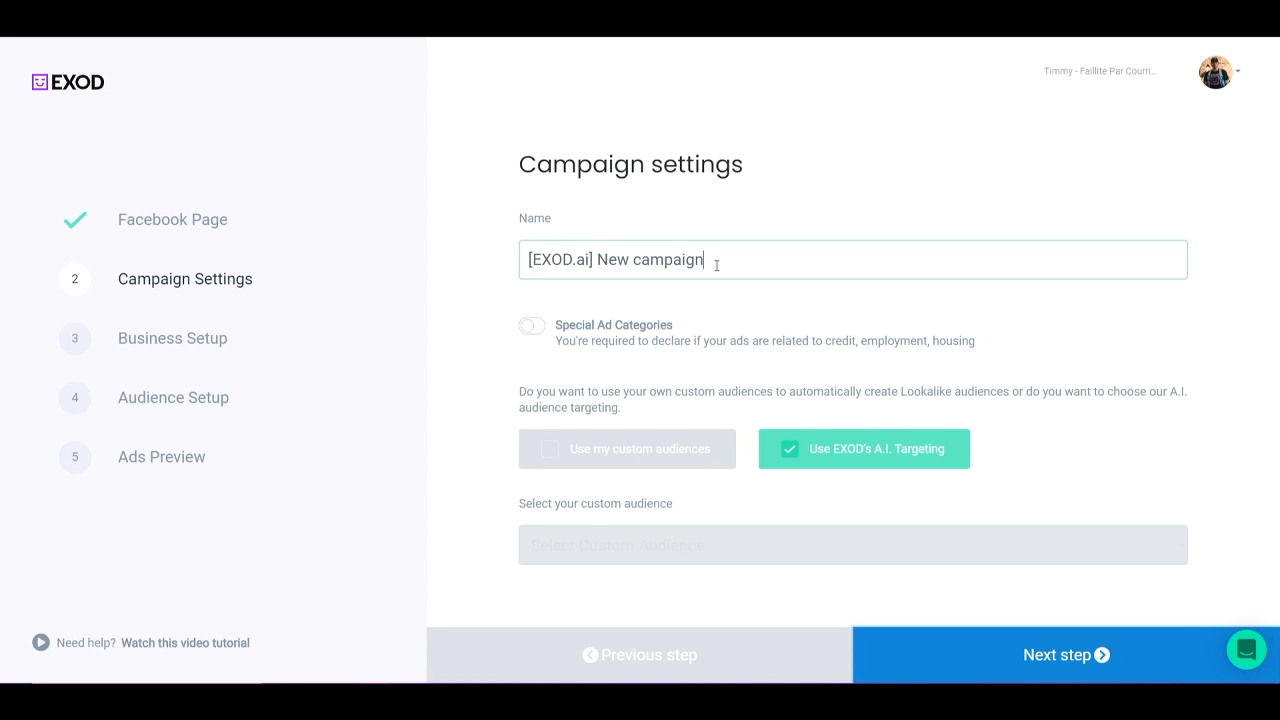 EXOD
Timmy - Faillite Par Courri...
Campaign settings
Name
[EXOD.ai] New campaign
Facebook Page
2 Campaign Settings
3 Business Setup
4 Audience Setup
5 Ads Preview
Special Ad Categories
You're required to declare if your ads are related to credit, employment, housing
Do you want to use your own custom audiences to automatically create Lookalike audiences or do you want to choose our A.I.
audience targeting.
Use my custom audiences
Use EXOD's A.I. Targeting
Select your custom audience
Select Custom Audience
Need help? Watch this video tutorial
Previous step
Next step